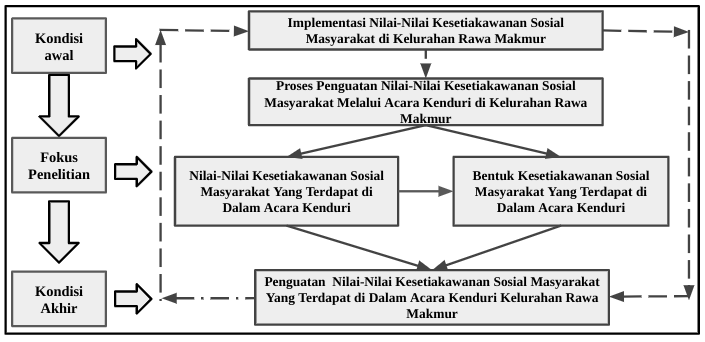 Kondisi
awal
Implementasi Nilai-Nilai Kesetiakawanan Sosial
Masyarakat di Kelurahan Rawa Makmur
Proses Penguatan Nilai-Nilai Kesetiakawanan Sosial
Masyarakat Melalui Acara Kenduri di Kelurahan Rawa
Makmur
Fokus
Penelitian
Nilai-Nilai Kesetiakawanan Sosial
Masyarakat Yang Terdapat di
Dalam Acara Kenduri
Bentuk Kesetiakawanan Sosial
Masyarakat Yang Terdapat di
Dalam Acara Kenduri
Kondisi
Akhir
Penguatan Nilai-Nilai Kesetiakawanan Sosial Masyarakat
Yang Terdapat di Dalam Acara Kenduri Kelurahan Rawa
Makmur